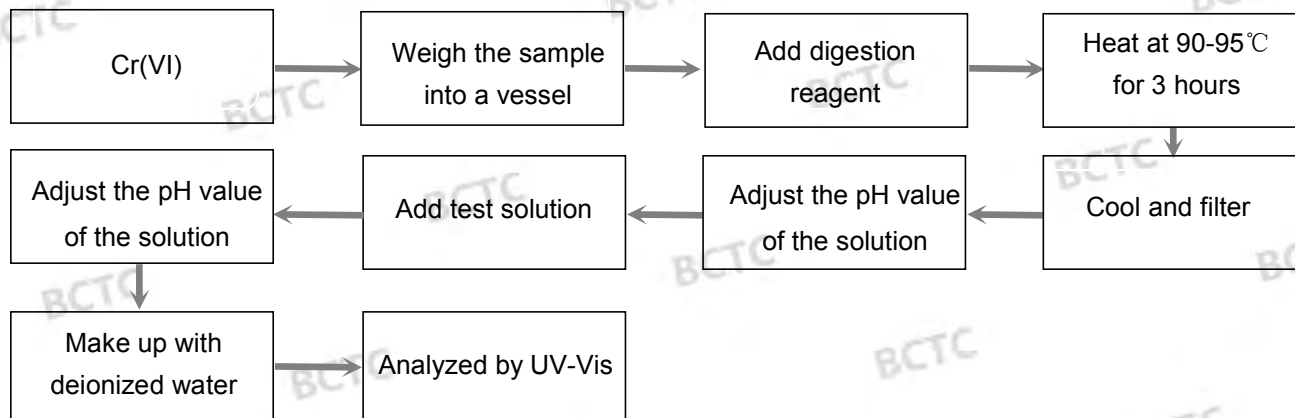 Cr(VI)
Weigh the sample
into a vessel
Add digestion
reagent
Heat at 90-95℃
for 3 hours
Cool and filter
Adjust the pH value
of the solution
Add test solution
Adjust the pH value
of the solution
Make up with
deionized water
Analyzed by UV-Vis
BCTC
BCTC
BCTC
BCTC
BCTC
BCTC
BCTC
BCTC